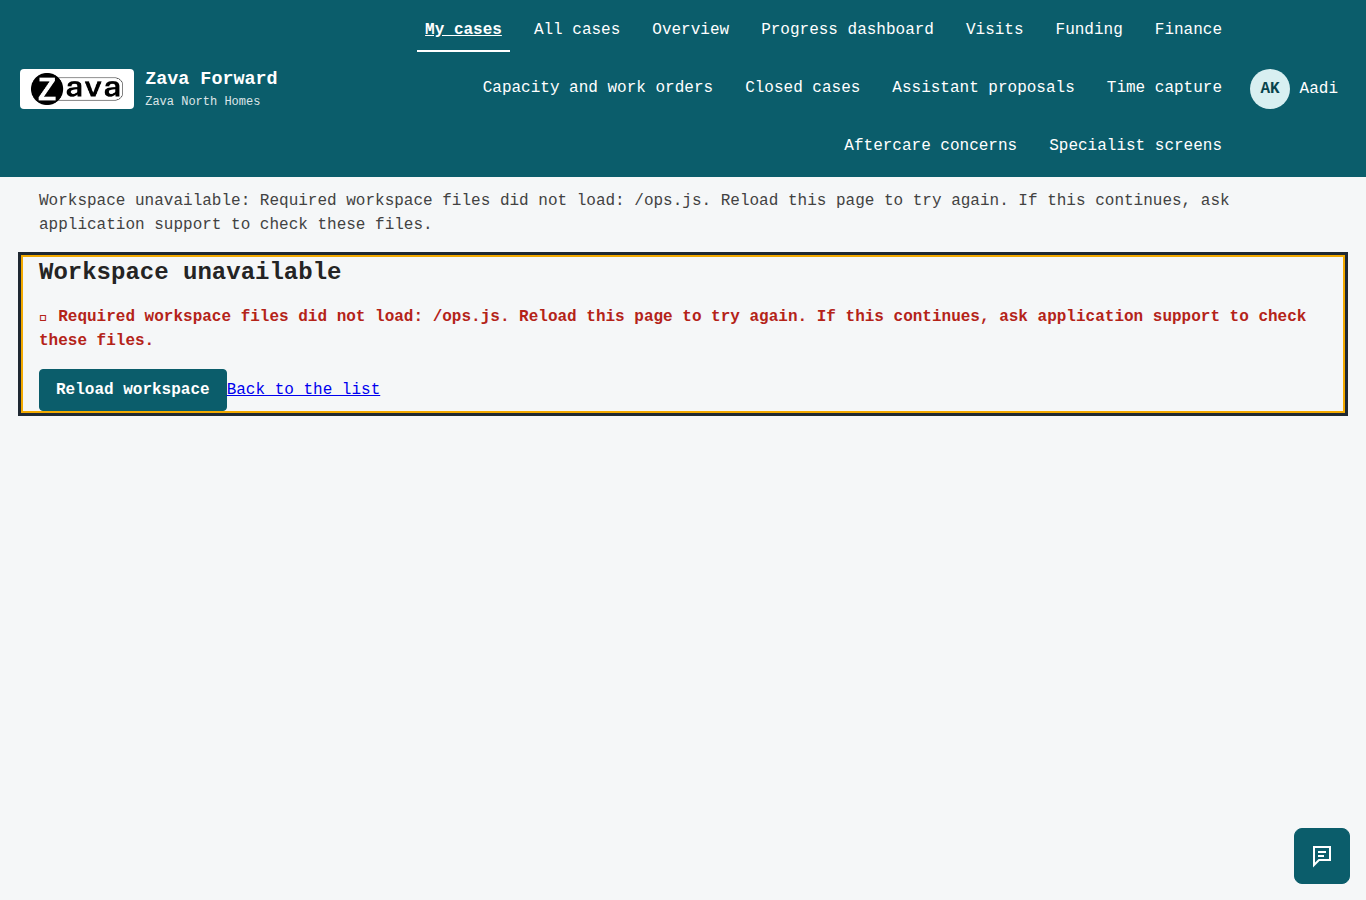 My cases All cases Overview Progress dashboard Visits Funding Finance
Zava
Zava Forward
Zava North Homes
Capacity and work orders Closed cases Assistant proposals Time capture
AK Aadi
Aftercare concerns Specialist screens
Workspace unavailable: Required workspace files did not load: /ops.js. Reload this page to try again. If this continues, ask
application support to check these files.
Workspace unavailable
Required workspace files did not load: /ops.js. Reload this page to try again. If this continues, ask application support to check
these files.
Reload workspace Back to the list